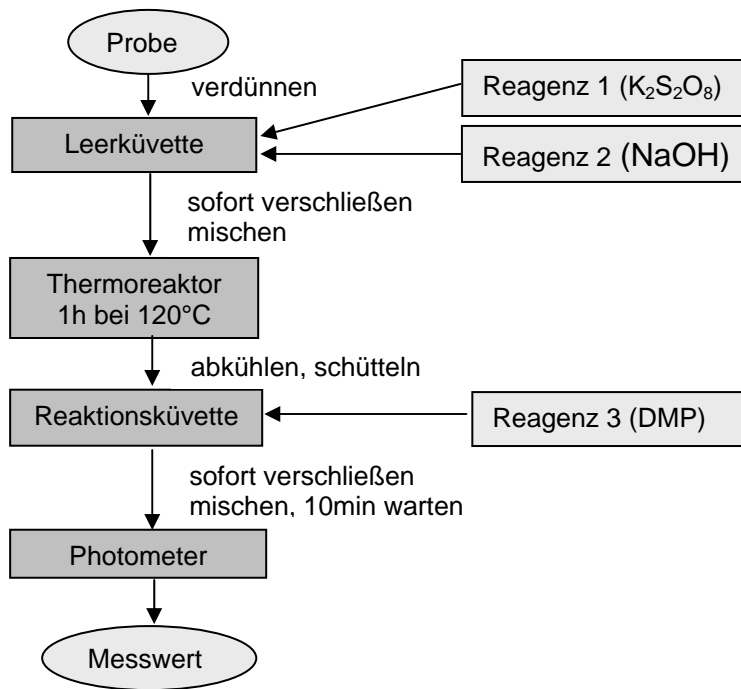 Probe
verdünnen
Reagenz 1 (K₂S₂O₈)
Leerküvette
Reagenz 2 (NaOH)
sofort verschließen
mischen
Thermoreaktor
1h bei 120°C
abkühlen, schütteln
Reaktionsküvette
Reagenz 3 (DMP)
sofort verschließen
mischen, 10min warten
Photometer
Messwert